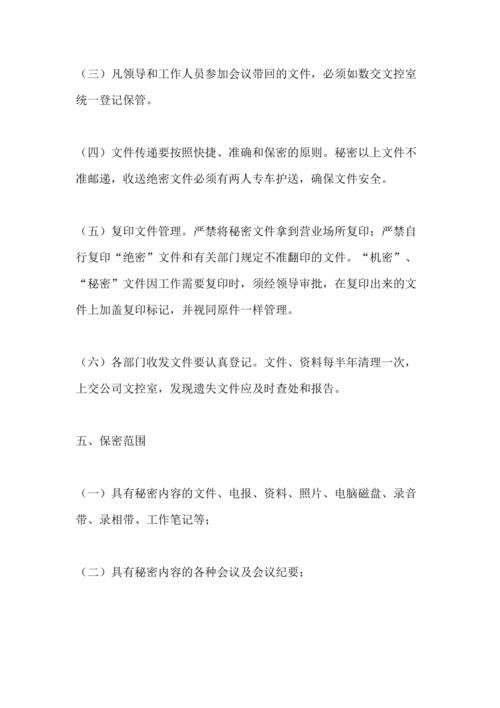 （三）凡领导和工作人员参加会议带回的文件，必须如数交文控室
统一登记保管。
（四）文件传递要按照快捷、准确和保密的原则。秘密以上文件不
准邮递，收送绝密文件必须有两人专车护送，确保文件安全。
（五）复印文件管理。严禁将秘密文件拿到营业场所复印；严禁自
行复印“绝密”文件和有关部门规定不准翻印的文件。“机密”、
“秘密”文件因工作需要复印时，须经领导审批，在复印出来的文
件上加盖复印标记，并视同原件一样管理。
（六）各部门收发文件要认真登记。文件、资料每半年清理一次，
上交公司文控室，发现遗失文件应及时查处和报告。
五、保密范围
（一）具有秘密内容的文件、电报、资料、照片、电脑磁盘、录音
带、录相带、工作笔记等；
（二）具有秘密内容的各种会议及会议纪要；